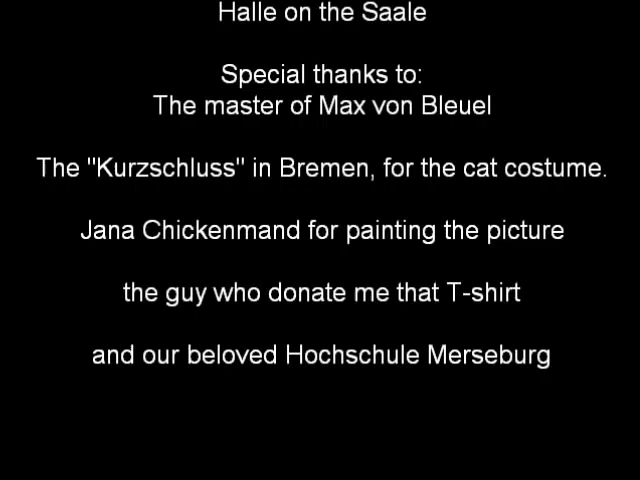 Halle on the Saale
Special thanks to:
The master of Max von Bleuel
The "Kurzschluss" in Bremen, for the cat costume.
Jana Chickenmand for painting the picture
the guy who donate me that T-shirt
and our beloved Hochschule Merseburg